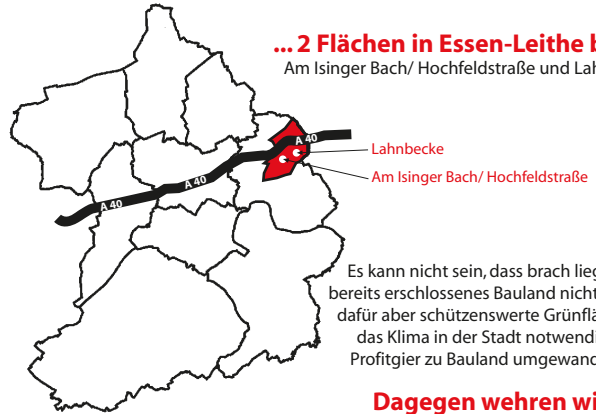 ... 2 Flächen in Essen-Leithe
Am Isinger Bach/ Hochfeldstraße und
A 40
Lahnbecke
A 40
Am Isinger Bach/ Hochfeldstraße
A 40
Es kann nicht sein, dass brach
bereits erschlossenes Bauland nicht
dafür aber schützenswerte
das Klima in der Stadt
Profitgier zu Bauland
Dagegen wehren